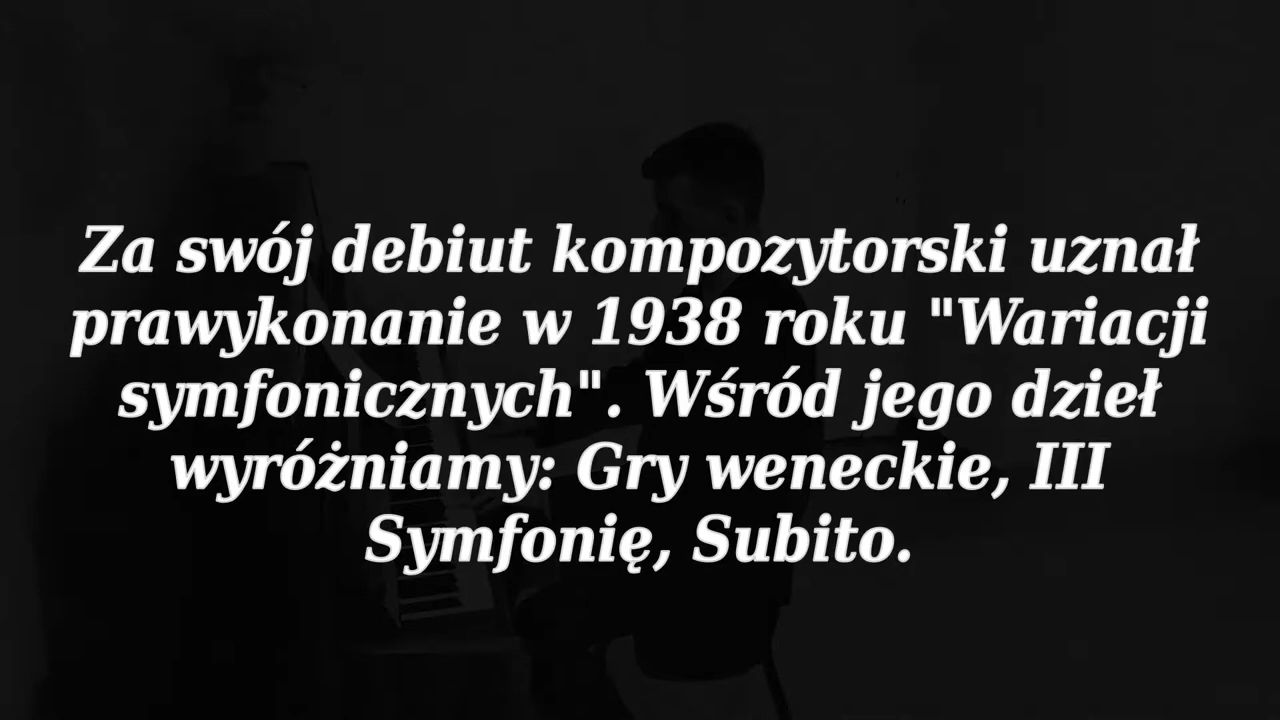 Za swój debiut kompozytorski uznał
prawykonanie w 1938 roku "Wariacji
symfonicznych". Wśród jego dzieł
wyróżniamy: Gry weneckie, III
Symfonię, Subito.